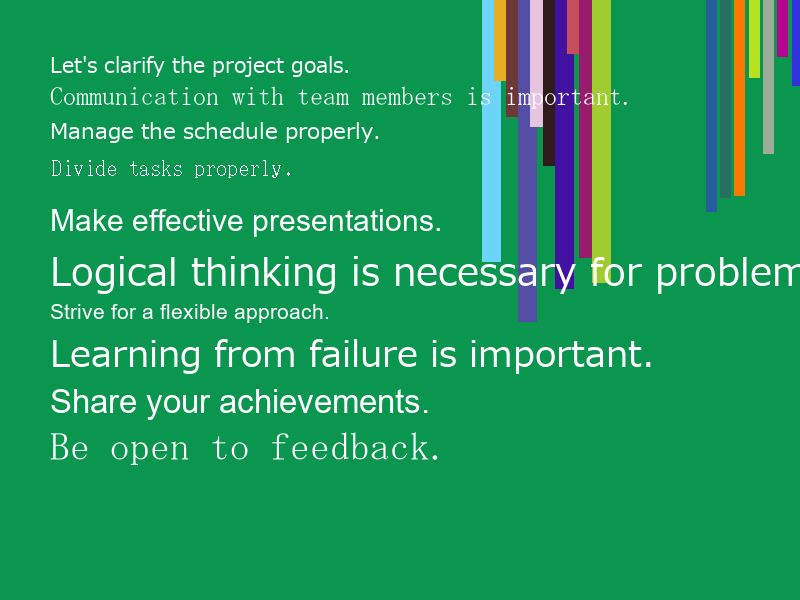 Let's clarify the project goals.
Communication with team members is important.
Manage the schedule properly.
Divide tasks properly.
Make effective presentations.
Logical thinking is necessary for problem
Strive for a flexible approach.
Learning from failure is important.
Share your achievements.
Be open to feedback.